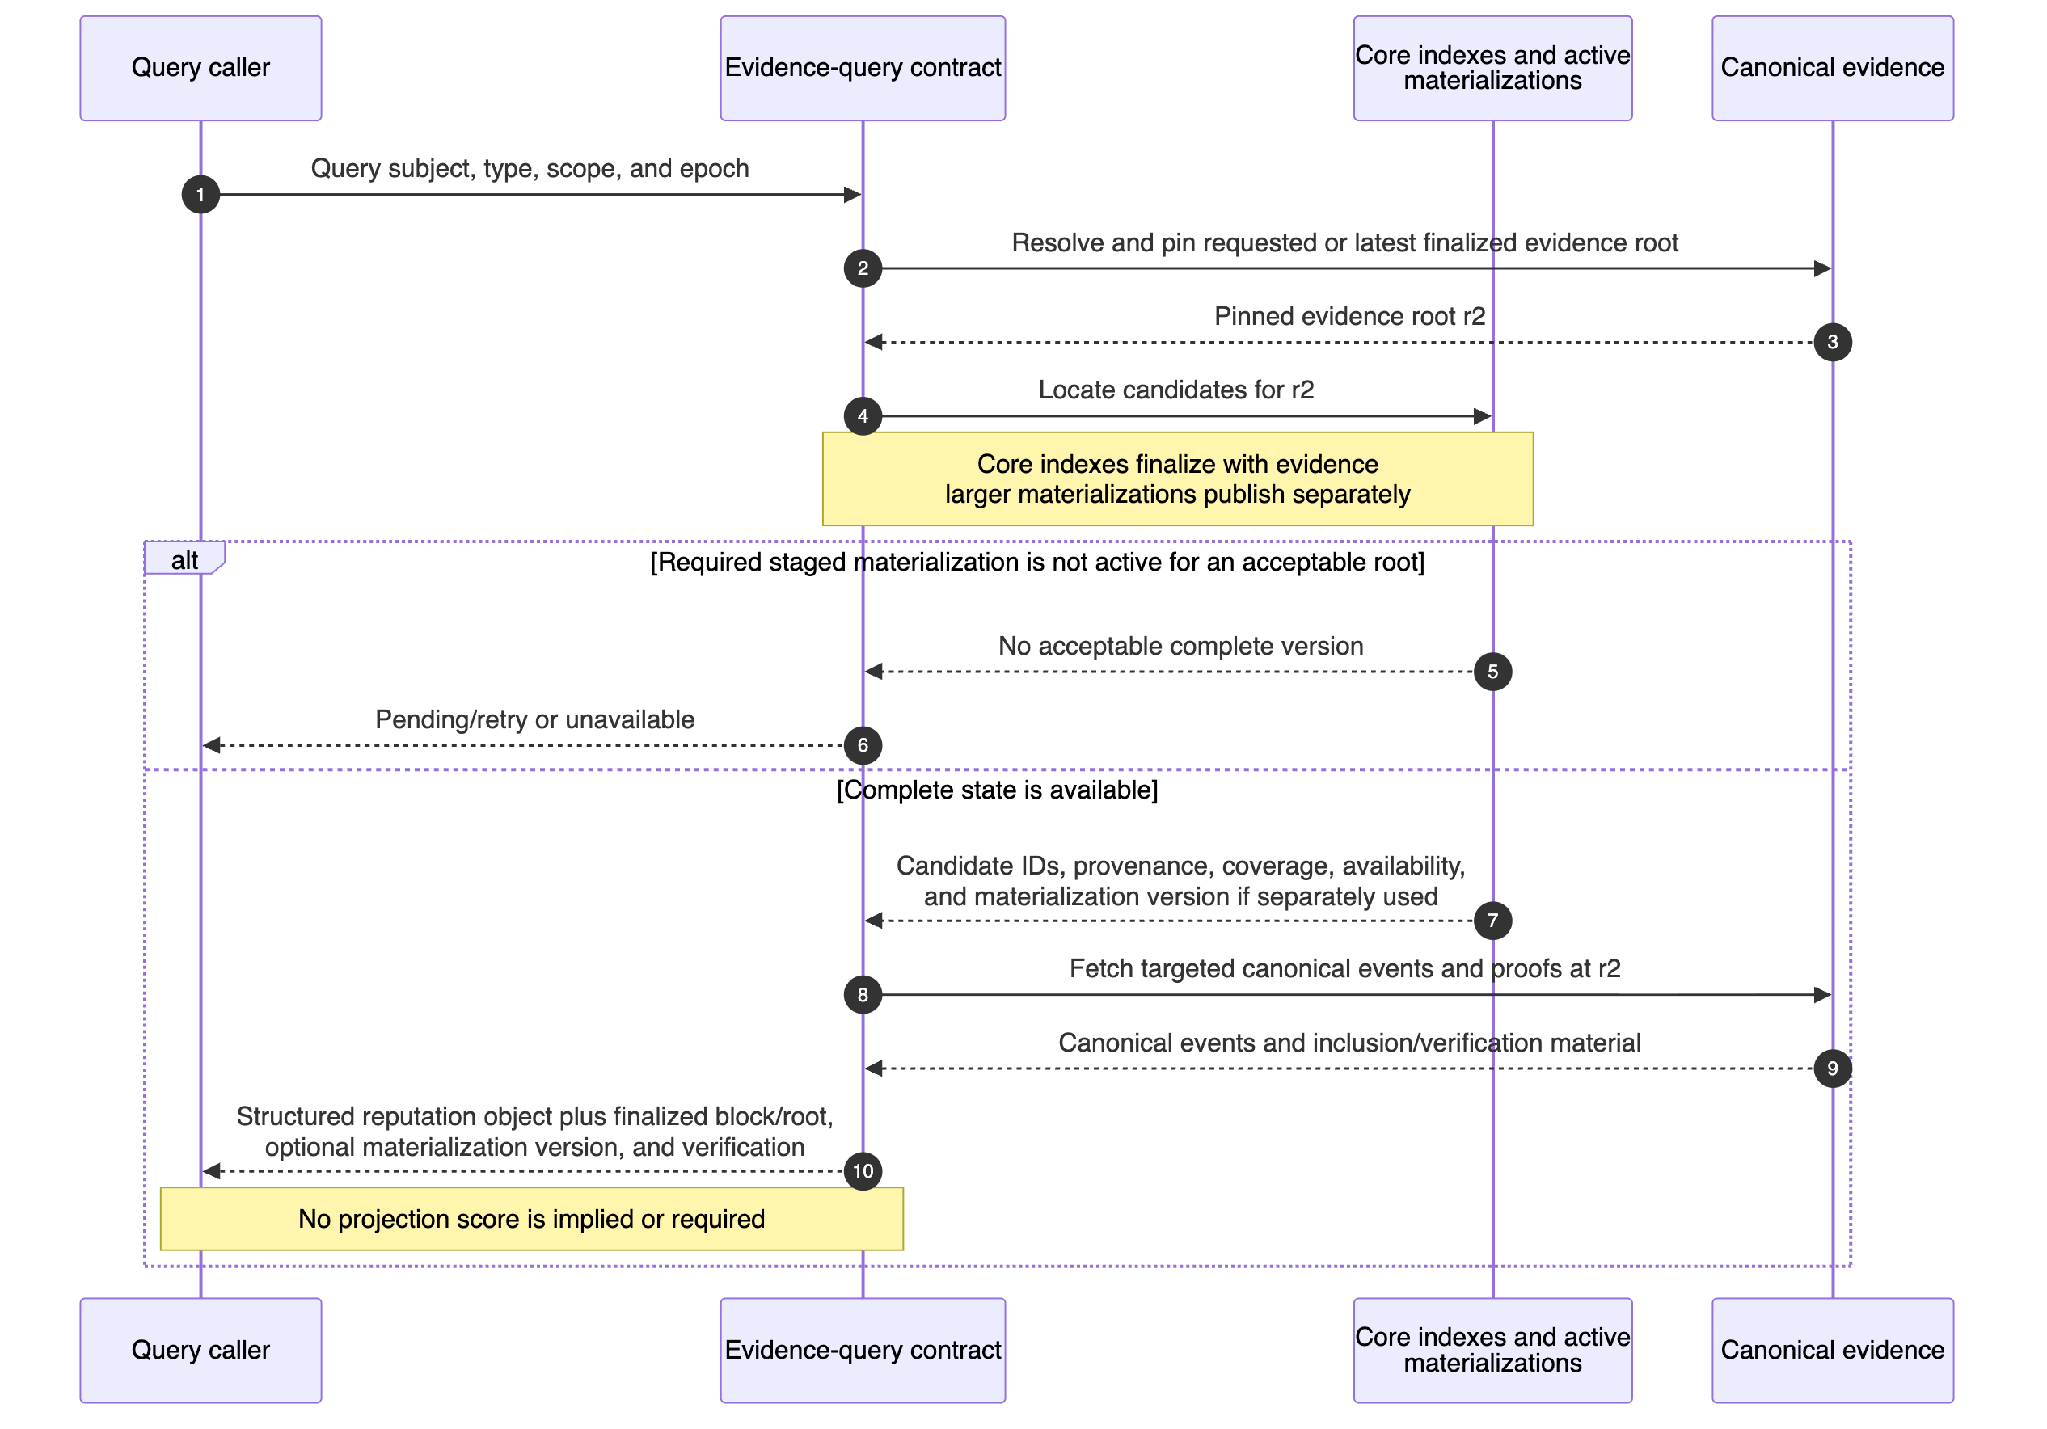 Query caller
Evidence-query contract
Core indexes and active
materializations
Canonical evidence
Query subject, type, scope, and epoch
1
Resolve and pin requested or latest finalized evidence root
2
Pinned evidence root r2
3
Locate candidates for r2
4
Core indexes finalize with evidence
larger materializations publish separately
alt
[Required staged materialization is not active for an acceptable root]
No acceptable complete version
5
Pending/retry or unavailable
6
[Complete state is available]
Candidate IDs, provenance, coverage, availability,
and materialization version if separately used
7
Fetch targeted canonical events and proofs at r2
8
Canonical events and inclusion/verification material
9
Structured reputation object plus finalized block/root,
optional materialization version, and verification
10
No projection score is implied or required
Query caller
Evidence-query contract
Core indexes and active
materializations
Canonical evidence